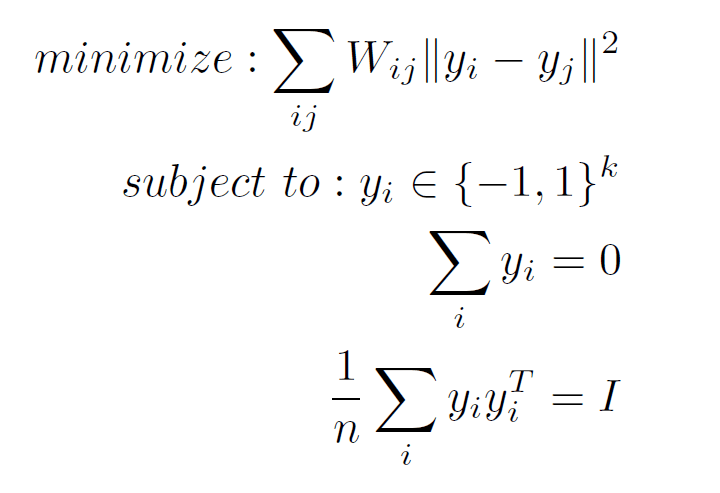 minimize : ∑_{ij} W_{ij}‖y_i − y_j‖^2
subject to : y_i ∈ {−1, 1}^k
∑_i y_i = 0
\frac{1}{n} ∑_i y_i y_i^T = I